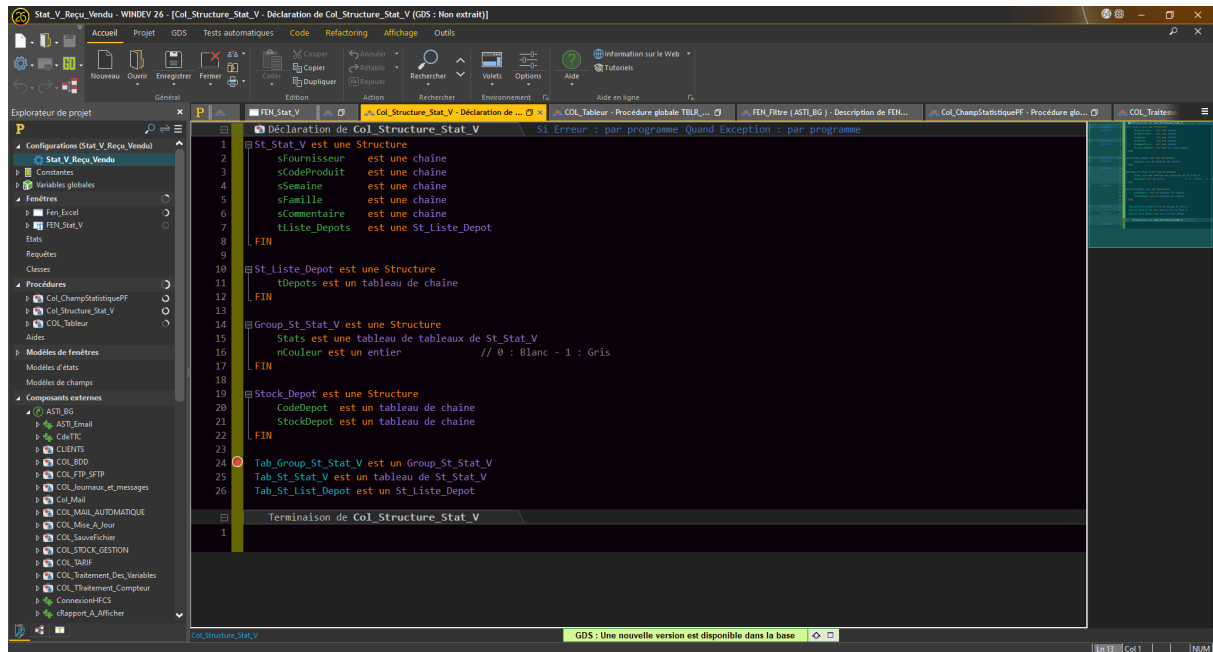 26 Stat_V_Reçu_Vendu - WINDEV 26 - [Col_Structure_Stat_V - Déclaration de Col_Structure_Stat_V (GDS : Non extrait)]
Accueil Projet GDS Tests automatiques Code Refactoring Affichage Outils
Nouveau Ouvrir Enregistrer Fermer
Général
Coller Couper Copier Dupliquer
Edition
Annuler Rétablir Rejouer
Action
Rechercher
Rechercher
Volets Options
Environnement
Aide Information sur le Web Tutoriels
Aide en ligne
Explorateur de projet
P FEN_Stat_V Col_Structure_Stat_V - Déclaration de ... COL_Tableur - Procédure globale TBLR_... FEN_Filtre ( ASTI_BG ) - Description de FEN... Col_ChampStatistiquePF - Procédure glo... COL_Traiteme
P
Configurations (Stat_V_Reçu_Vendu)
Stat_V_Reçu_Vendu
Constantes
Variables globales
Fenêtres
Fen_Excel
FEN_Stat_V
Etats
Requêtes
Classes
Procédures
Col_ChampStatistiquePF
Col_Structure_Stat_V
COL_Tableur
Aides
Modèles de fenêtres
Modèles d'états
Modèles de champs
Composants externes
ASTI_BG
ASTI_Email
CdeTTC
CLIENTS
COL_BDD
COL_FTP_SFTP
COL_Journaux_et_messages
Col_Mail
COL_MAIL_AUTOMATIQUE
COL_Mise_A_Jour
COL_SauveFichier
COL_STOCK_GESTION
COL_TARIF
COL_Traitement_Des_Variables
COL_TTraitement_Compteur
ConnexionHFCS
cRapport_A_Afficher
Déclaration de Col_Structure_Stat_V Si Erreur : par programme Quand Exception : par programme
1 St_Stat_V est une Structure
2 sFournisseur est une chaîne
3 sCodeProduit est une chaîne
4 sSemaine est une chaîne
5 sFamille est une chaîne
6 sCommentaire est une chaîne
7 tListe_Depots est une St_Liste_Depot
8 FIN
9
10 St_Liste_Depot est une Structure
11 tDepots est un tableau de chaîne
12 FIN
13
14 Group_St_Stat_V est une Structure
15 Stats est une tableau de tableaux de St_Stat_V
16 nCouleur est un entier // 0 : Blanc - 1 : Gris
17 FIN
18
19 Stock_Depot est une Structure
20 CodeDepot est un tableau de chaîne
21 StockDepot est un tableau de chaîne
22 FIN
23
24 Tab_Group_St_Stat_V est un Group_St_Stat_V
25 Tab_St_Stat_V est un tableau de St_Stat_V
26 Tab_St_List_Depot est un St_Liste_Depot
Terminaison de Col_Structure_Stat_V
1
Col_Structure_Stat_V
GDS : Une nouvelle version est disponible dans la base
Ln 13 Col 1 NUM